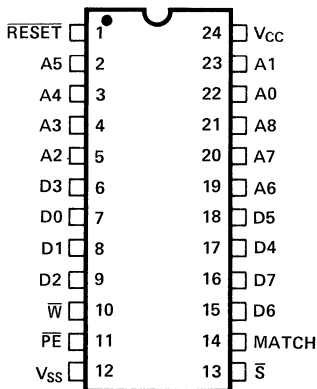 R̅E̅S̅E̅T̅ 1 24 VCC
A5 2 23 A1
A4 3 22 A0
A3 4 21 A8
A2 5 20 A7
D3 6 19 A6
D0 7 18 D5
D1 8 17 D4
D2 9 16 D7
W̅ 10 15 D6
P̅E̅ 11 14 MATCH
VSS 12 13 S̅